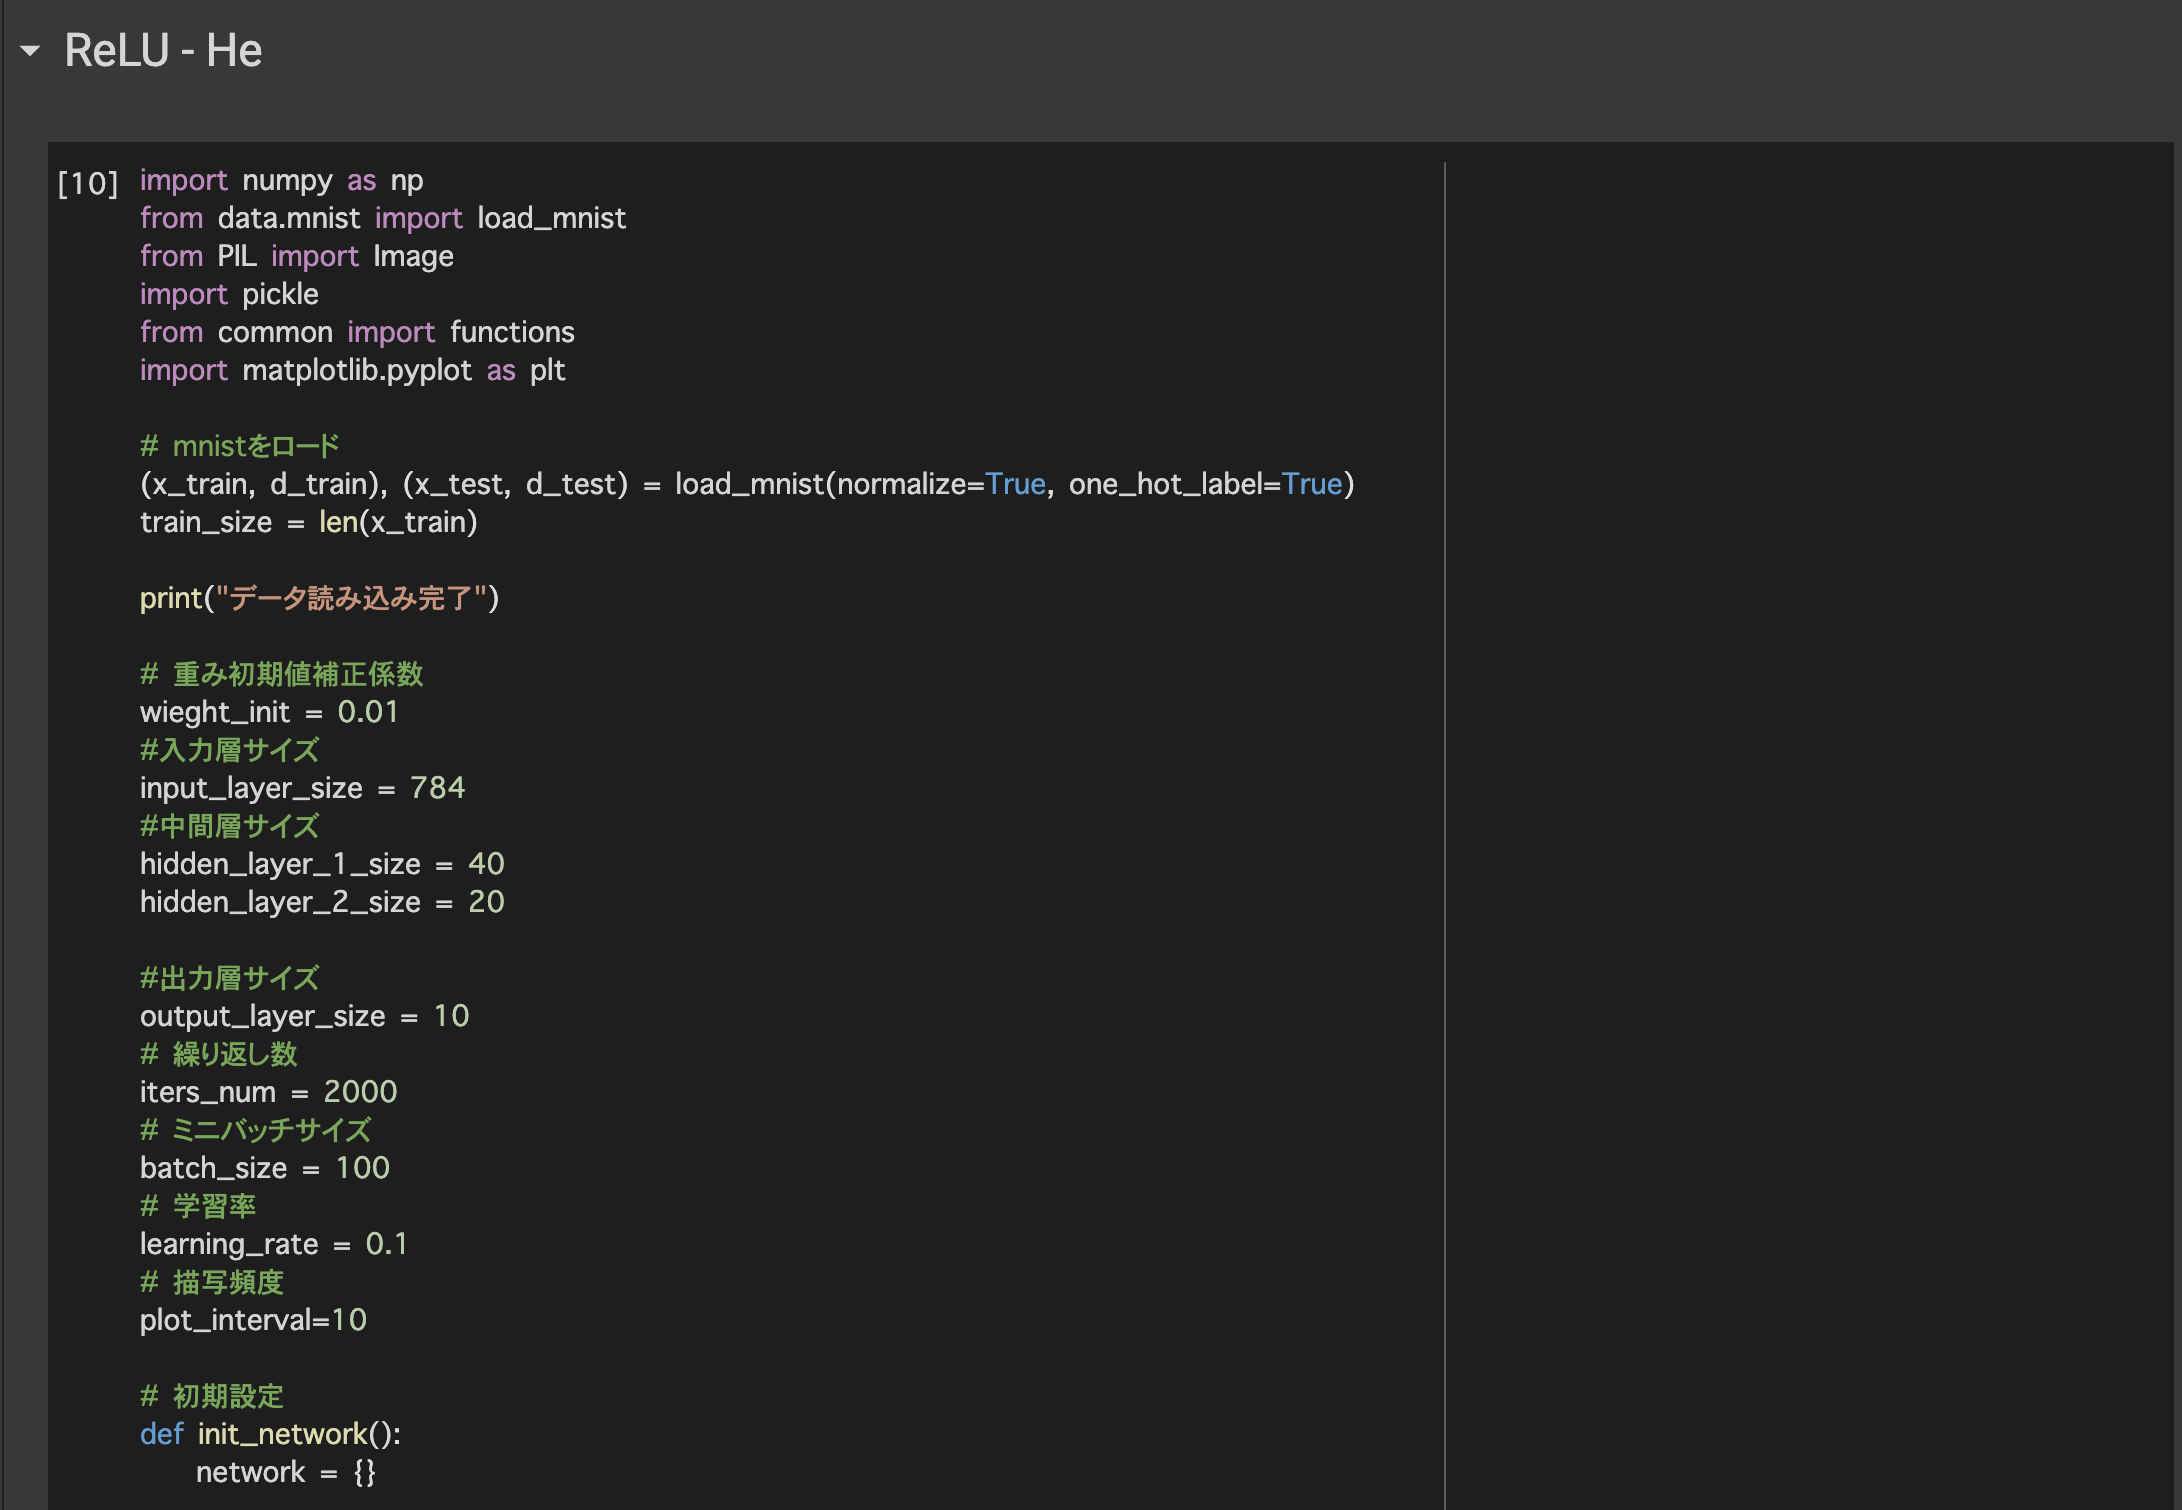 ReLU - He
[10] import numpy as np
from data.mnist import load_mnist
from PIL import Image
import pickle
from common import functions
import matplotlib.pyplot as plt
# mnistをロード
(x_train, d_train), (x_test, d_test) = load_mnist(normalize=True, one_hot_label=True)
train_size = len(x_train)
print("データ読み込み完了")
# 重み初期値補正係数
wieght_init = 0.01
#入力層サイズ
input_layer_size = 784
#中間層サイズ
hidden_layer_1_size = 40
hidden_layer_2_size = 20
#出力層サイズ
output_layer_size = 10
# 繰り返し数
iters_num = 2000
# ミニバッチサイズ
batch_size = 100
# 学習率
learning_rate = 0.1
# 描写頻度
plot_interval=10
# 初期設定
def init_network():
    network = {}